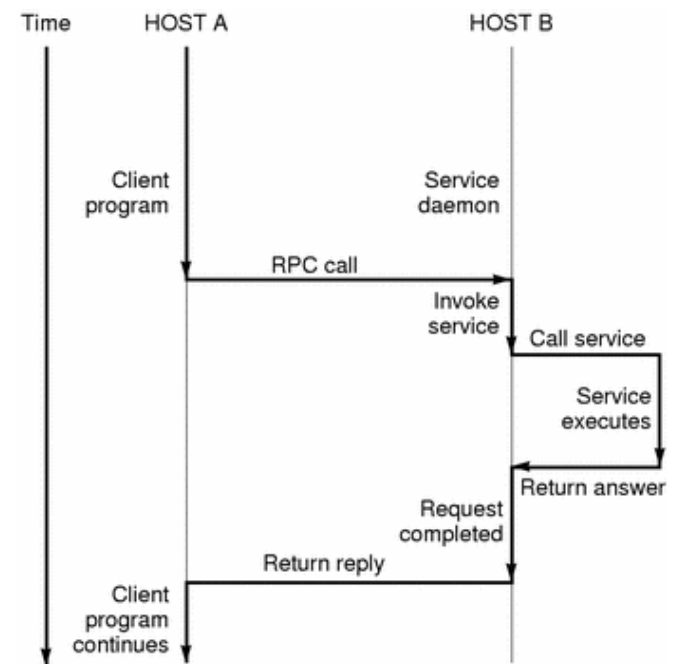 Time
HOST A
HOST B
Client
program
Service
daemon
RPC call
Invoke
service
Call service
Service
executes
Return answer
Request
completed
Return reply
Client
program
continues